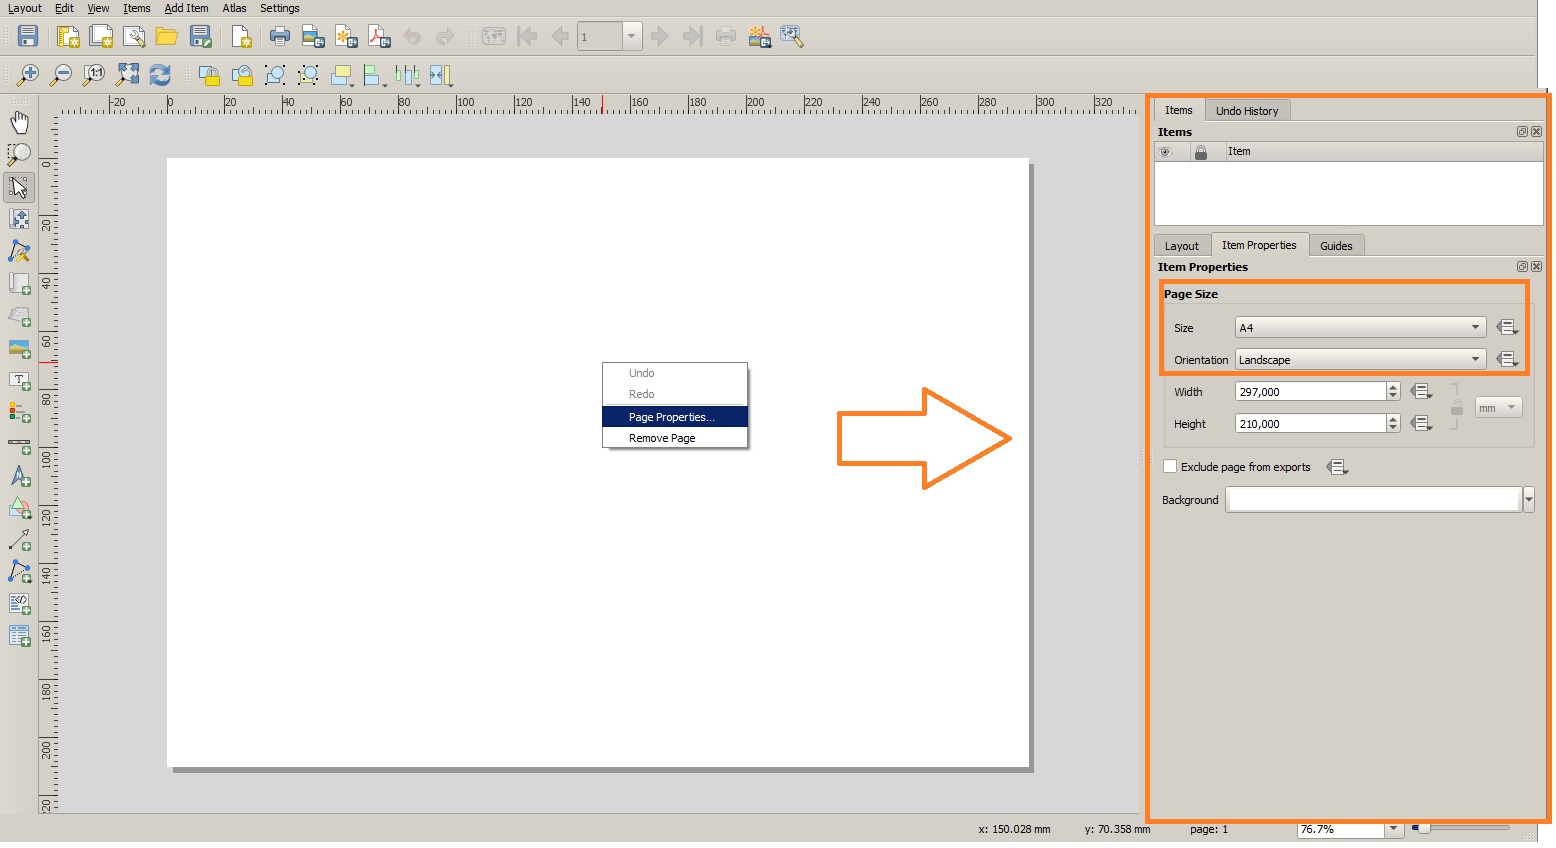 Layout Edit View Items Add Item Atlas Settings
1
1:1
-20 0 20 40 60 80 100 120 140 160 180 200 220 240 260 280 300 320
0
20
40
60
80
100
120
140
160
180
200
220
Undo
Redo
Page Properties...
Remove Page
Items Undo History
Items
Item
Layout Item Properties Guides
Item Properties
Page Size
Size A4
Orientation Landscape
Width 297,000
mm
Height 210,000
Exclude page from exports
Background
x: 150.028 mm y: 70.358 mm page: 1 76.7%